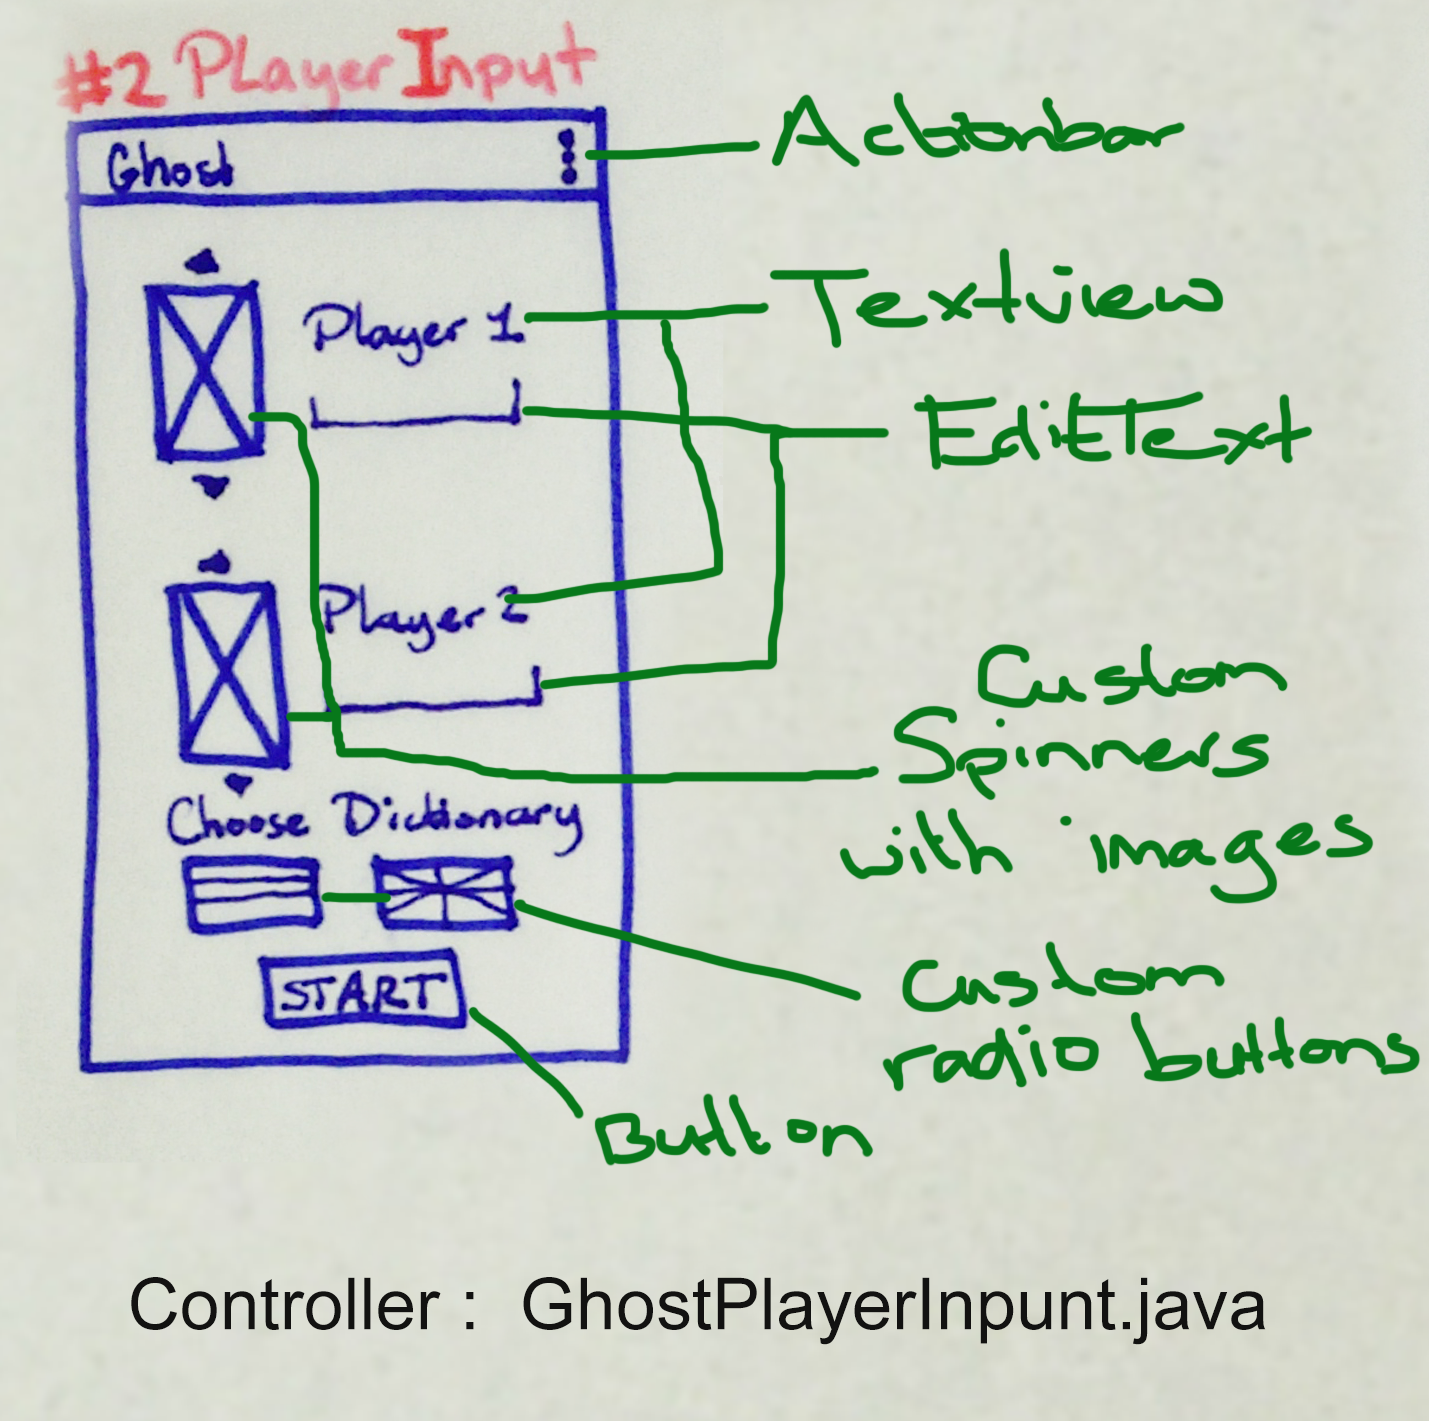 #2 PLayer Input
Ghost
Actionbar
Player 1
Textview
EditText
Player 2
Custom
Spinners
with images
Choose Dictionary
START
Custom
radio buttons
Button
Controller : GhostPlayerInpunt.java